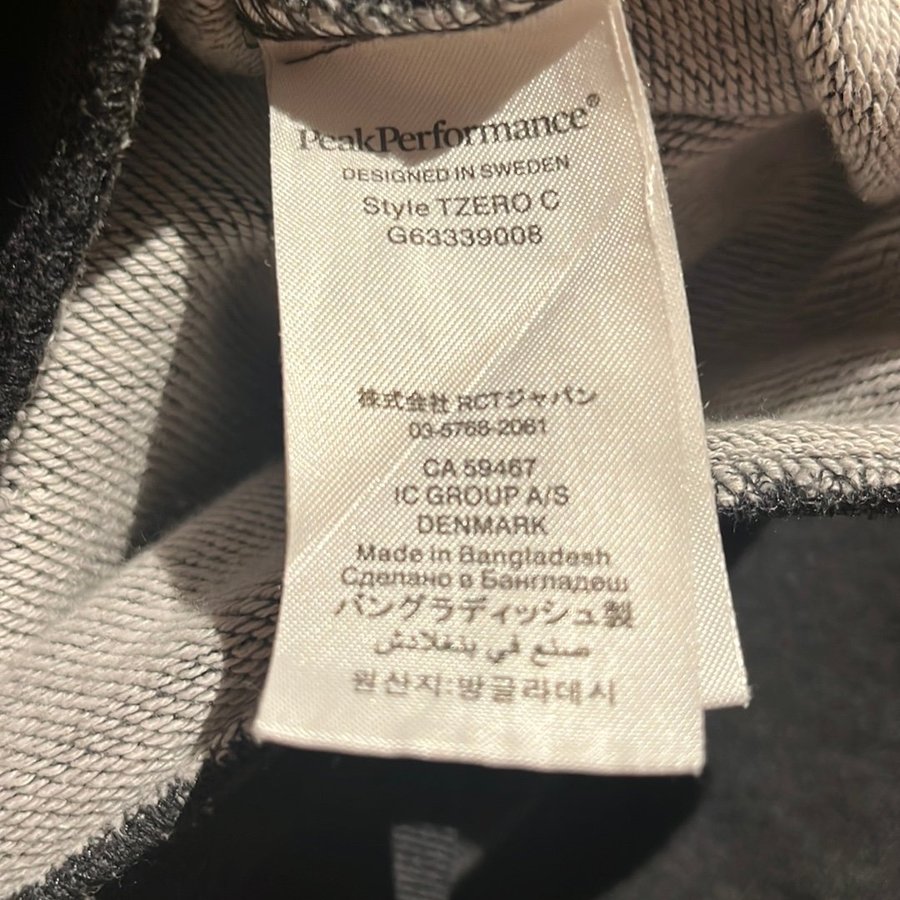 PeakPerformance®
DESIGNED IN SWEDEN
Style TZERO C
G63339008
株式会社 RCTジャパン
03-5768-2061
CA 59467
IC GROUP A/S
DENMARK
Made in Bangladesh
Сделано в Бангладеш
バングラディッシュ製
صنع في بنغلادش
원산지:방글라데시